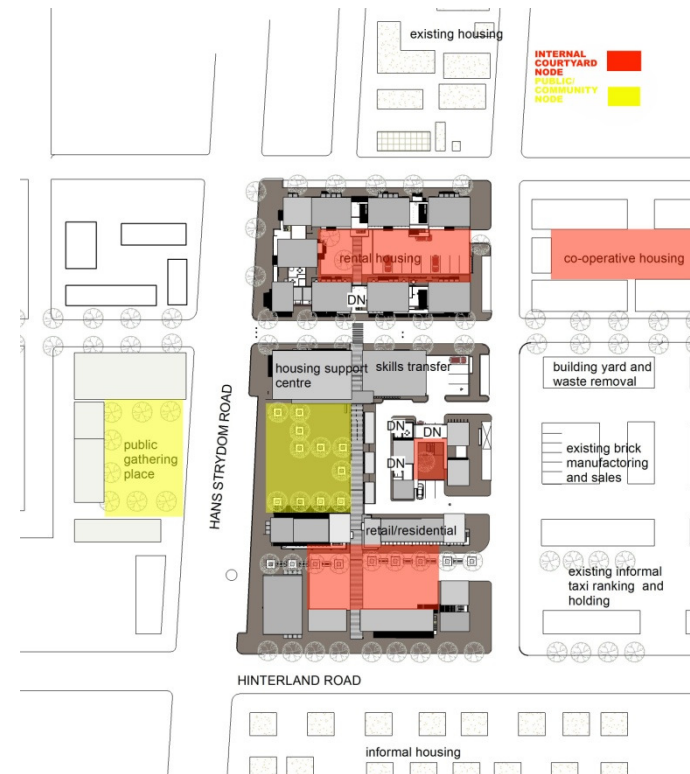 existing housing
INTERNAL
COURTYARD
NODE
PUBLIC/
COMMUNITY
NODE
rental housing
co-operative housing
DN
housing support
centre
skills transfer
building yard and
waste removal
public
gathering
place
HANS STRYDOM ROAD
DN
DN
DN
existing brick
manufactoring
and sales
retail/residential
existing informal
taxi ranking and
holding
HINTERLAND ROAD
informal housing